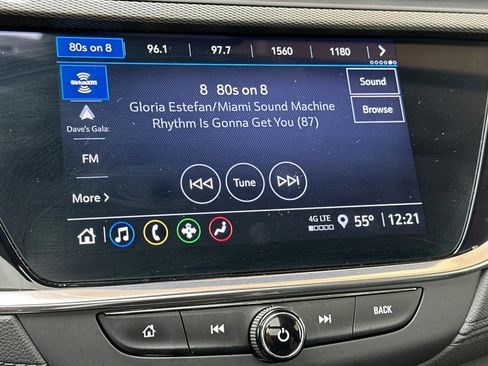 80s on 8 96.1 97.7 1560 1180
SiriusXM
Sound
8 80s on 8
Gloria Estefan/Miami Sound Machine
Browse
Rhythm Is Gonna Get You (87)
Dave's Gala:
FM
Tune
More
4G LTE 55° 12:21
BACK